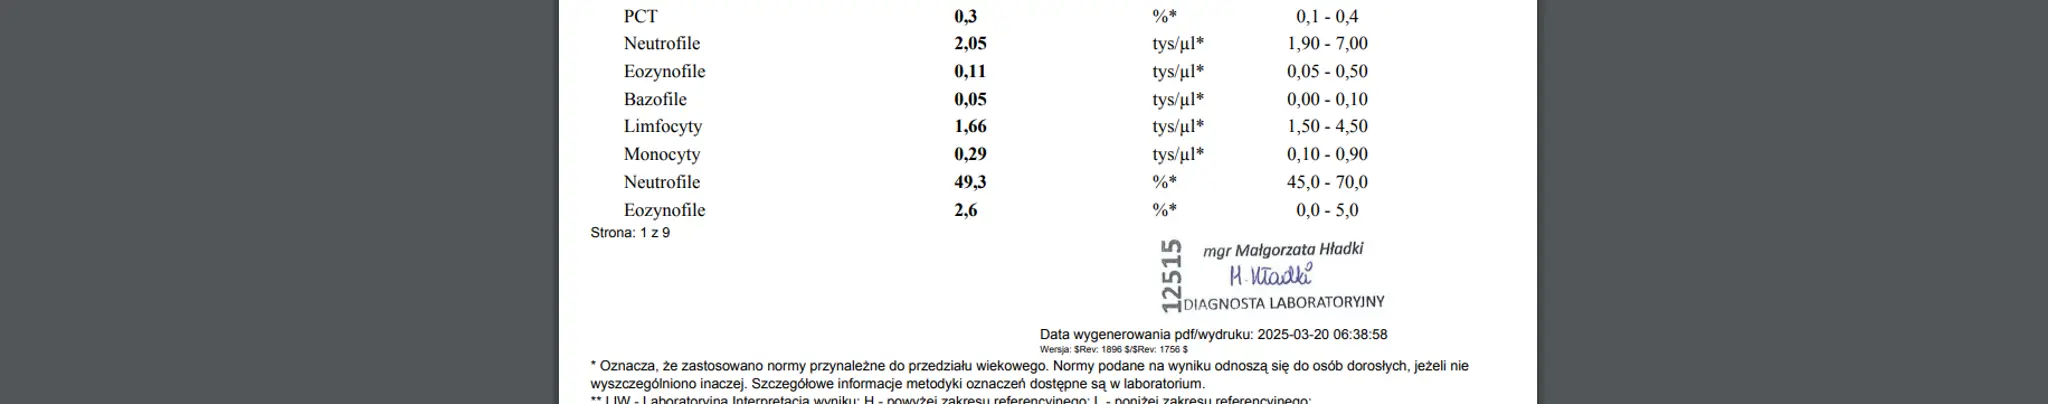 PCT 0,3 %* 0,1 - 0,4
Neutrofile 2,05 tys/µl* 1,90 - 7,00
Eozynofile 0,11 tys/µl* 0,05 - 0,50
Bazofile 0,05 tys/µl* 0,00 - 0,10
Limfocyty 1,66 tys/µl* 1,50 - 4,50
Monocyty 0,29 tys/µl* 0,10 - 0,90
Neutrofile 49,3 %* 45,0 - 70,0
Eozynofile 2,6 %* 0,0 - 5,0
Strona: 1 z 9
12515
mgr Małgorzata Hładki
M. Hładki
DIAGNOSTA LABORATORYJNY
Data wygenerowania pdf/wydruku: 2025-03-20 06:38:58
Wersja: $Rev: 1896 $/$Rev: 1756 $
* Oznacza, że zastosowano normy przynależne do przedziału wiekowego. Normy podane na wyniku odnoszą się do osób dorosłych, jeżeli nie
wyszczególniono inaczej. Szczegółowe informacje metodyki oznaczeń dostępne są w laboratorium.
** LIW - Laboratoryjna Interpretacja wyniku: H - powyżej zakresu referencyjnego; L - poniżej zakresu referencyjnego;